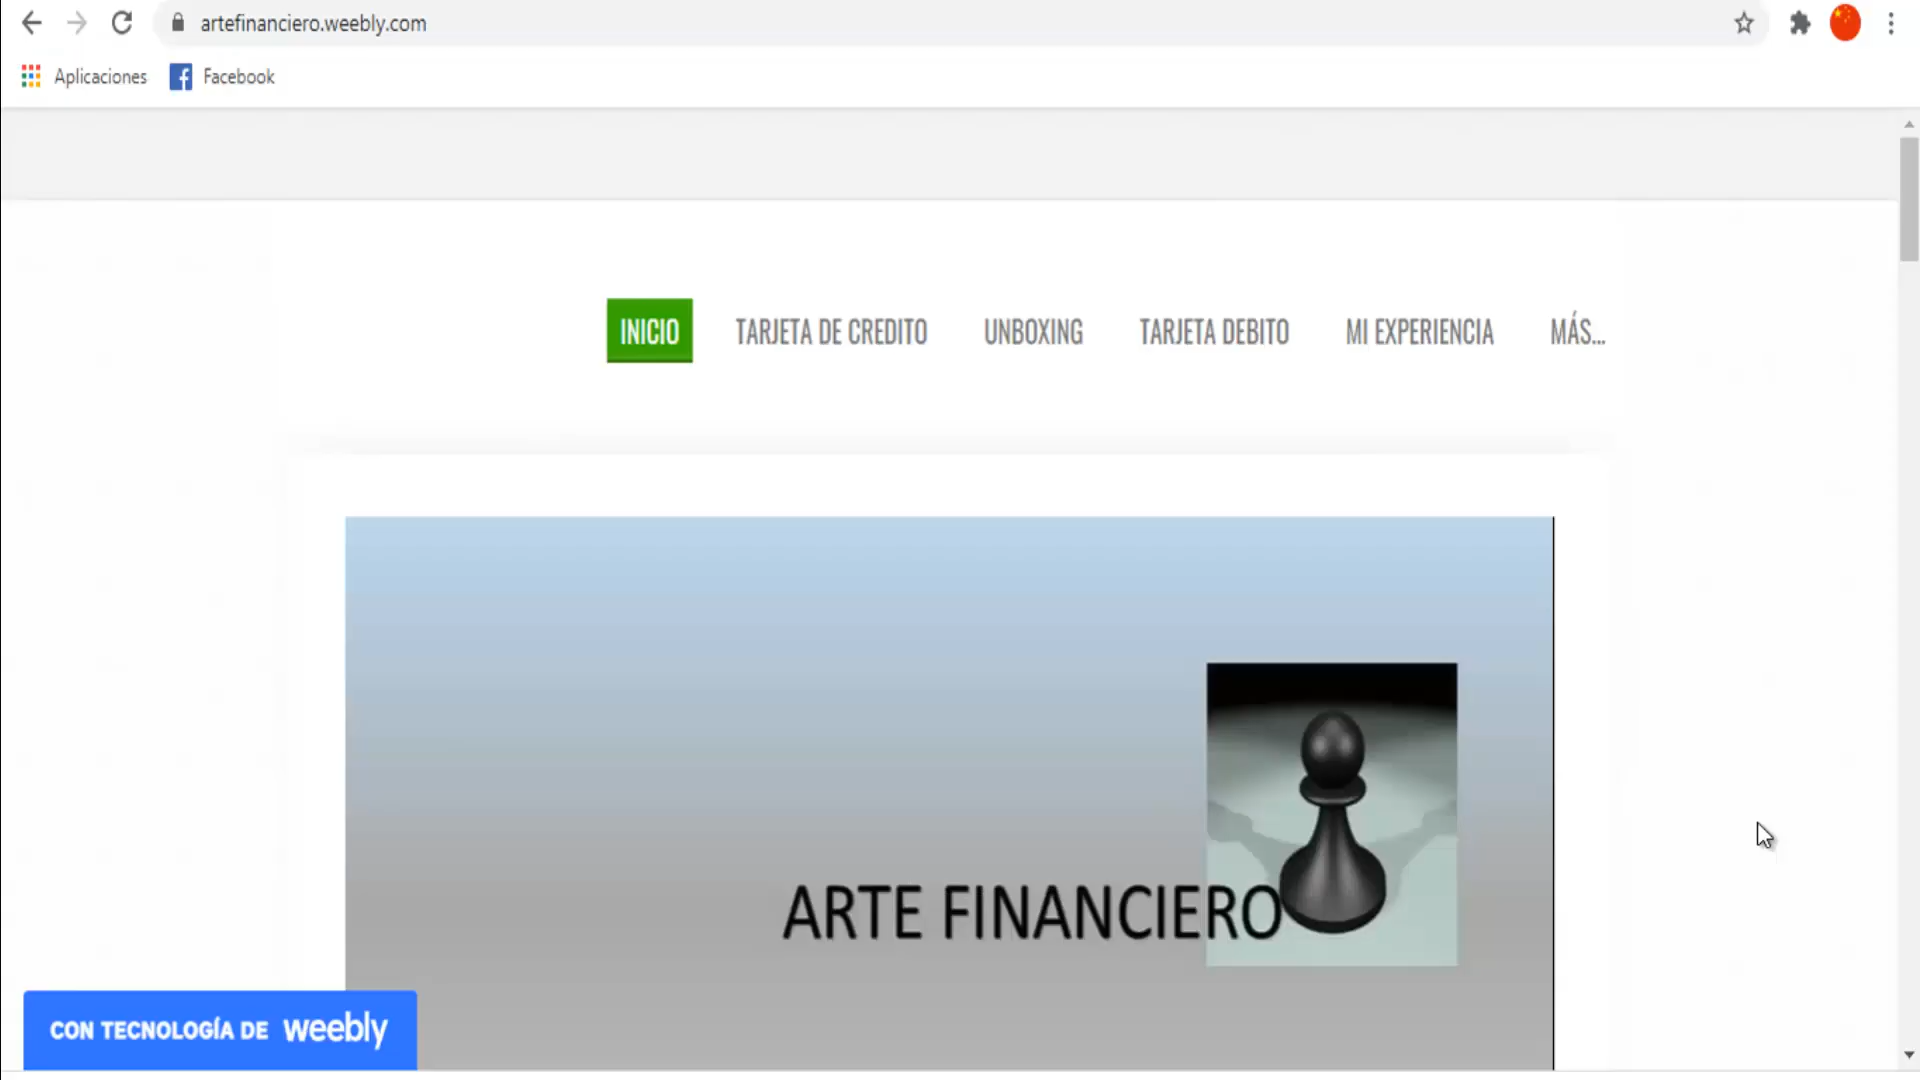 artefinanciero.weebly.com
Aplicaciones Facebook
INICIO TARJETA DE CREDITO UNBOXING TARJETA DEBITO MI EXPERIENCIA MÁS...
ARTE FINANCIERO
CON TECNOLOGÍA DE weebly